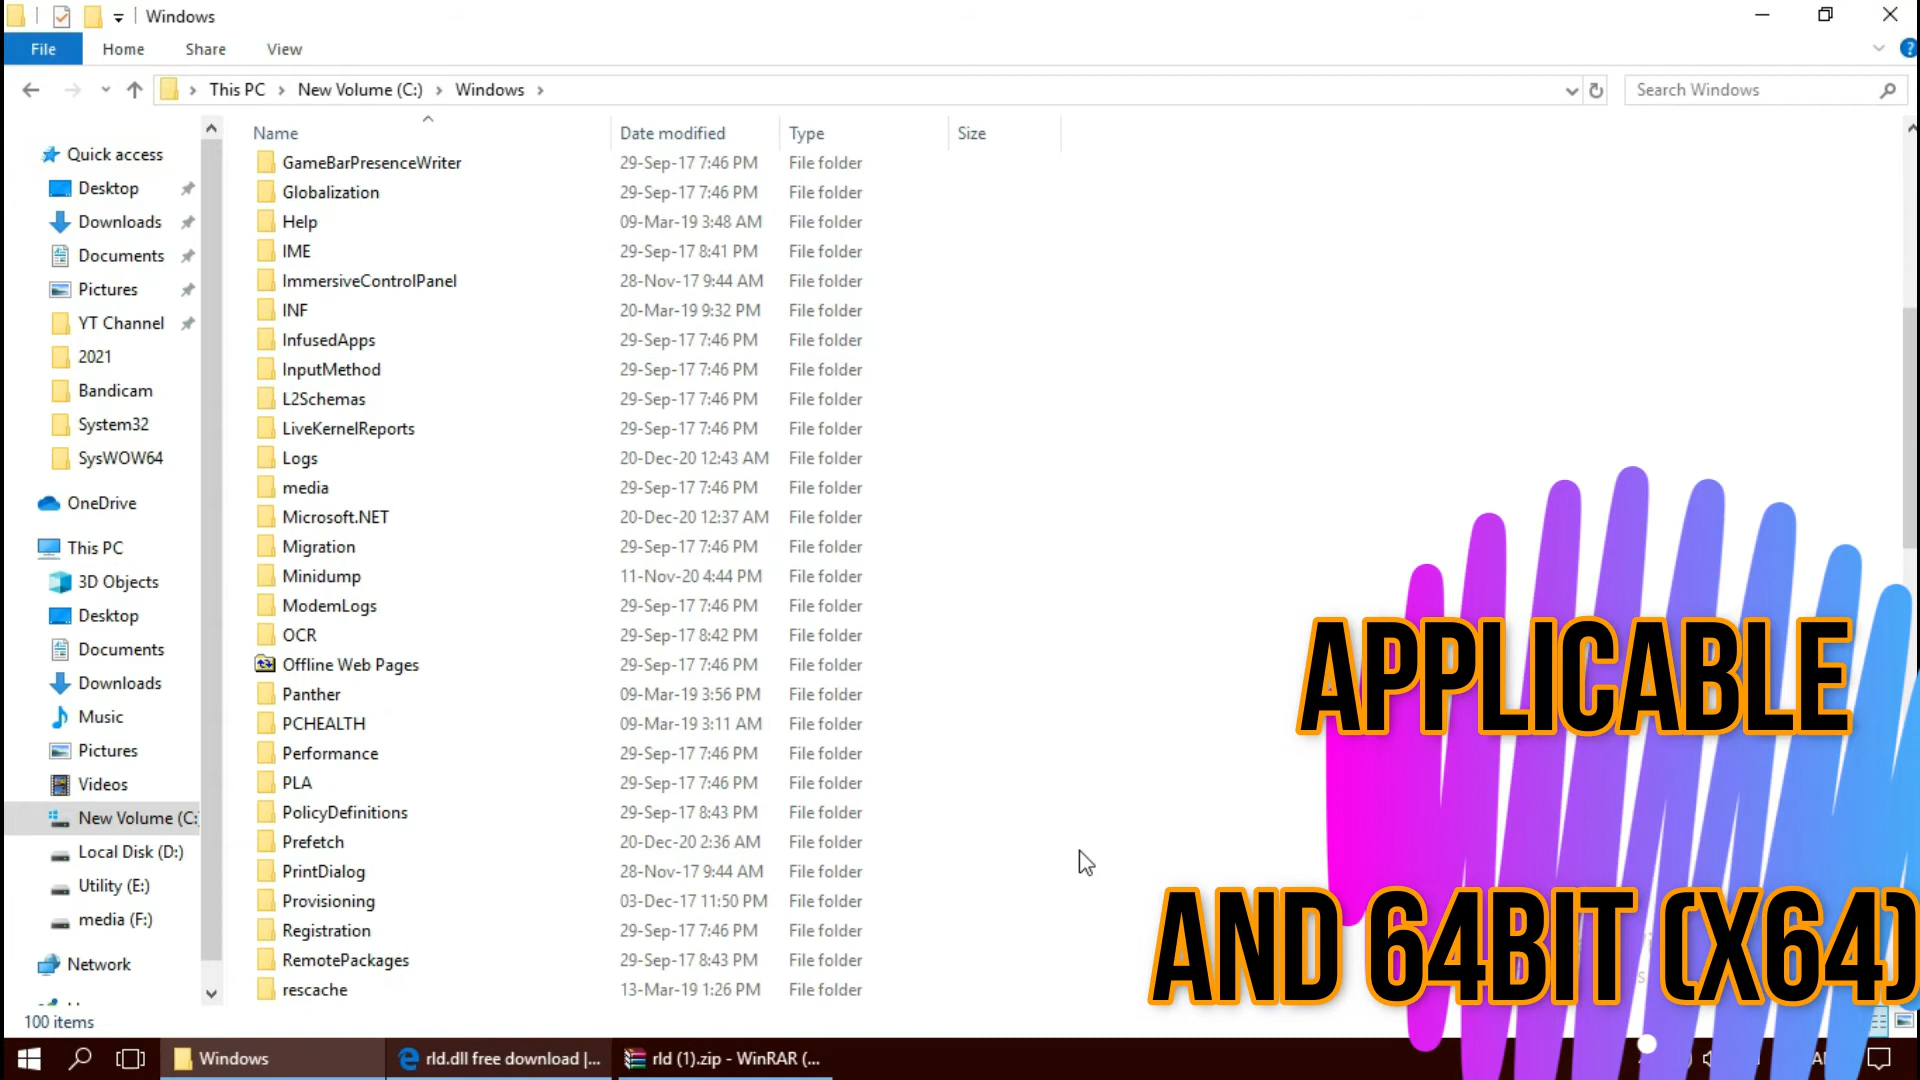 Windows
File Home Share View
This PC New Volume (C:) Windows
Search Windows
Name Date modified Type Size
Quick access
Desktop
Downloads
Documents
Pictures
YT Channel
2021
Bandicam
System32
SysWOW64
OneDrive
This PC
3D Objects
Desktop
Documents
Downloads
Music
Pictures
Videos
New Volume (C:
Local Disk (D:)
Utility (E:)
media (F:)
Network
GameBarPresenceWriter 29-Sep-17 7:46 PM File folder
Globalization 29-Sep-17 7:46 PM File folder
Help 09-Mar-19 3:48 AM File folder
IME 29-Sep-17 8:41 PM File folder
ImmersiveControlPanel 28-Nov-17 9:44 AM File folder
INF 20-Mar-19 9:32 PM File folder
InfusedApps 29-Sep-17 7:46 PM File folder
InputMethod 29-Sep-17 7:46 PM File folder
L2Schemas 29-Sep-17 7:46 PM File folder
LiveKernelReports 29-Sep-17 7:46 PM File folder
Logs 20-Dec-20 12:43 AM File folder
media 29-Sep-17 7:46 PM File folder
Microsoft.NET 20-Dec-20 12:37 AM File folder
Migration 29-Sep-17 7:46 PM File folder
Minidump 11-Nov-20 4:44 PM File folder
ModemLogs 29-Sep-17 7:46 PM File folder
OCR 29-Sep-17 8:42 PM File folder
Offline Web Pages 29-Sep-17 7:46 PM File folder
Panther 09-Mar-19 3:56 PM File folder
PCHEALTH 09-Mar-19 3:11 AM File folder
Performance 29-Sep-17 7:46 PM File folder
PLA 29-Sep-17 7:46 PM File folder
PolicyDefinitions 29-Sep-17 8:43 PM File folder
Prefetch 20-Dec-20 2:36 AM File folder
PrintDialog 28-Nov-17 9:44 AM File folder
Provisioning 03-Dec-17 11:50 PM File folder
Registration 29-Sep-17 7:46 PM File folder
RemotePackages 29-Sep-17 8:43 PM File folder
rescache 13-Mar-19 1:26 PM File folder
APPLICABLE
AND 64BIT (X64)
100 items
Windows
rld.dll free download |...
rld (1).zip - WinRAR (...